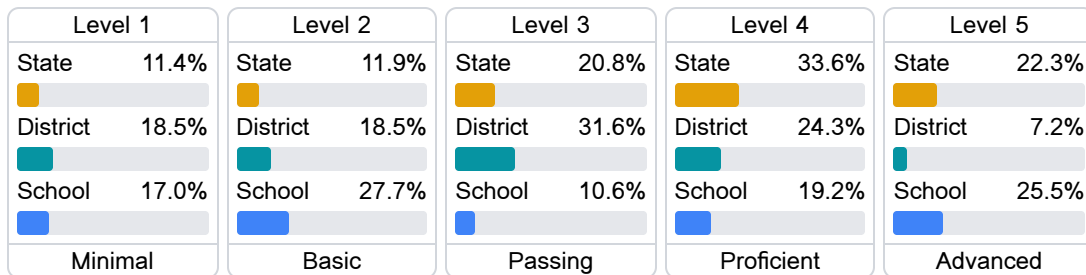 Level 1
State 11.4%
District 18.5%
School 17.0%
Minimal
Level 2
State 11.9%
District 18.5%
School 27.7%
Basic
Level 3
State 20.8%
District 31.6%
School 10.6%
Passing
Level 4
State 33.6%
District 24.3%
School 19.2%
Proficient
Level 5
State 22.3%
District 7.2%
School 25.5%
Advanced